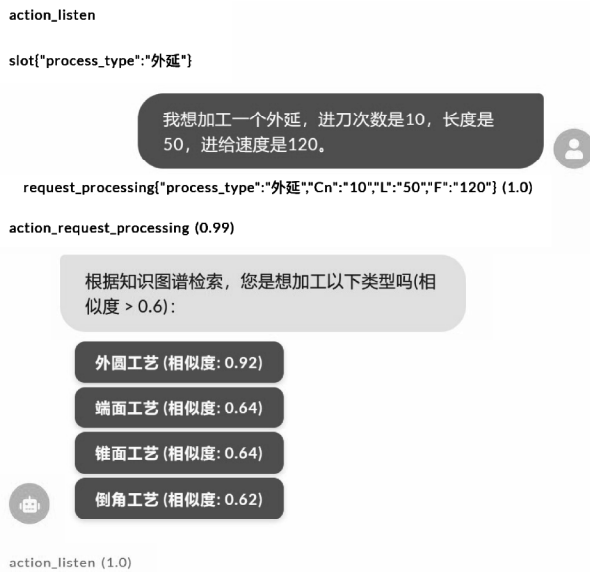 action_listen
slot{"process_type":"外延"}
我想加工一个外延，进刀次数是10，长度是
50，进给速度是120。
request_processing{"process_type":"外延","Cn":"10","L":"50","F":"120"} (1.0)
action_request_processing (0.99)
根据知识图谱检索，您是想加工以下类型吗(相
似度 > 0.6)：
外圆工艺 (相似度: 0.92)
端面工艺 (相似度: 0.64)
锥面工艺 (相似度: 0.64)
倒角工艺 (相似度: 0.62)
action_listen (1.0)